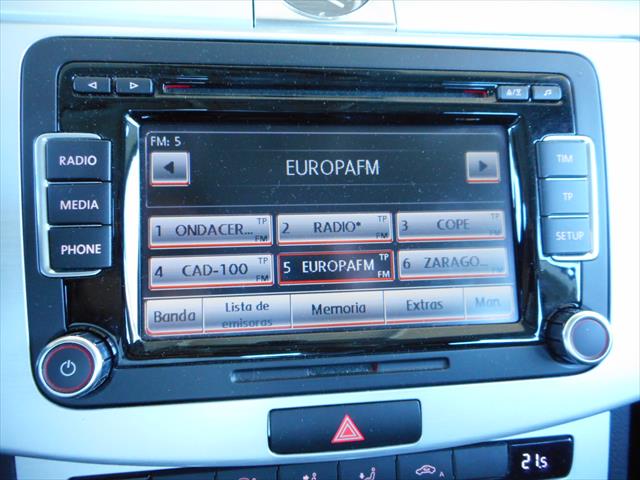 RADIO
MEDIA
PHONE
FM: 5
EUROPAFM
1 ONDACER... TP FM
2 RADIO* TP FM
3 COPE TP FM
4 CAD-100 TP FM
5 EUROPAFM TP FM
6 ZARAGO... TP FM
Banda
Lista de
emisoras
Memoria
Extras
Man.
TIM
TP
SETUP
A
21.5